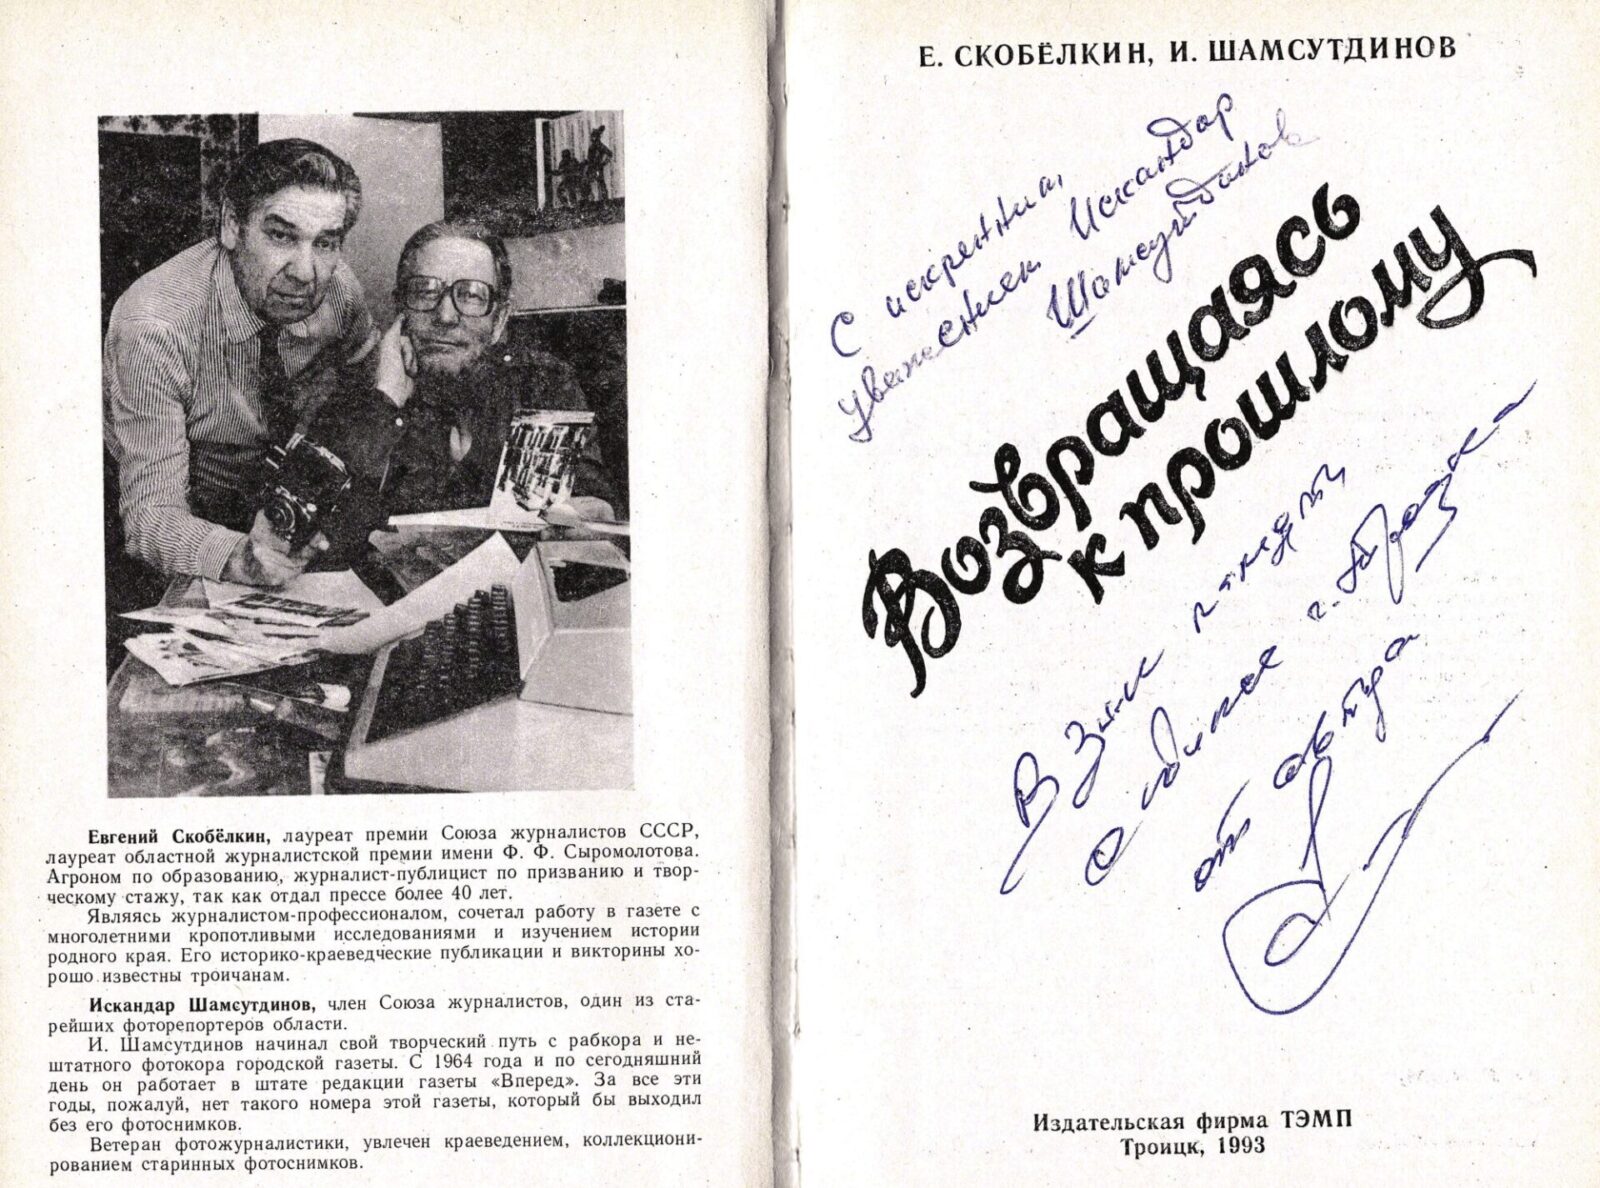 Евгений Скобёлкин, лауреат премии Союза журналистов СССР,
лауреат областной журналистской премии имени Ф. Ф. Сыромолотова.
Агроном по образованию, журналист-публицист по призванию и твор-
ческому стажу, так как отдал прессе более 40 лет.
Являясь журналистом-профессионалом, сочетал работу в газете с
многолетними кропотливыми исследованиями и изучением истории
родного края. Его историко-краеведческие публикации и викторины хо-
рошо известны троичанам.
Искандар Шамсутдинов, член Союза журналистов, один из ста-
рейших фоторепортеров области.
И. Шамсутдинов начинал свой творческий путь с рабкора и не-
штатного фотокора городской газеты. С 1964 года и по сегодняшний
день он работает в штате редакции газеты «Вперед». За все эти
годы, пожалуй, нет такого номера этой газеты, который бы выходил
без его фотоснимков.
Ветеран фотожурналистики, увлечен краеведением, коллекциони-
рованием старинных фотоснимков.
Е. СКОБЁЛКИН, И. ШАМСУТДИНОВ
С искренним
уважением Искандар
Шамсутдинов
Возвращаясь
к прошлому
от автора
Издательская фирма ТЭМП
Троицк, 1993